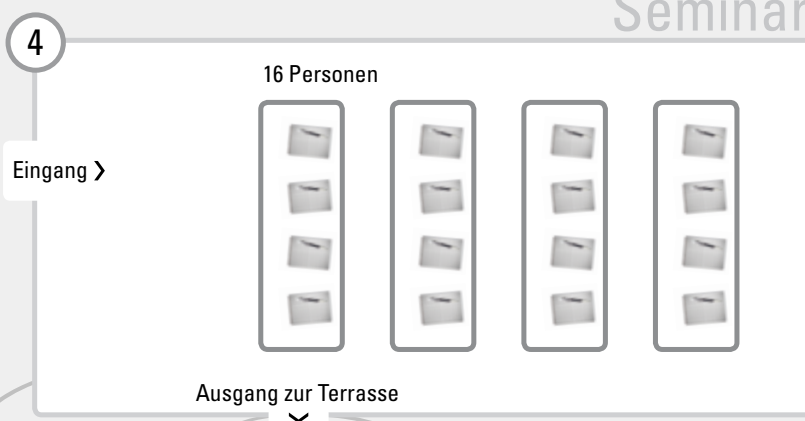 Seminar
4
16 Personen
Eingang ❯
Ausgang zur Terrasse